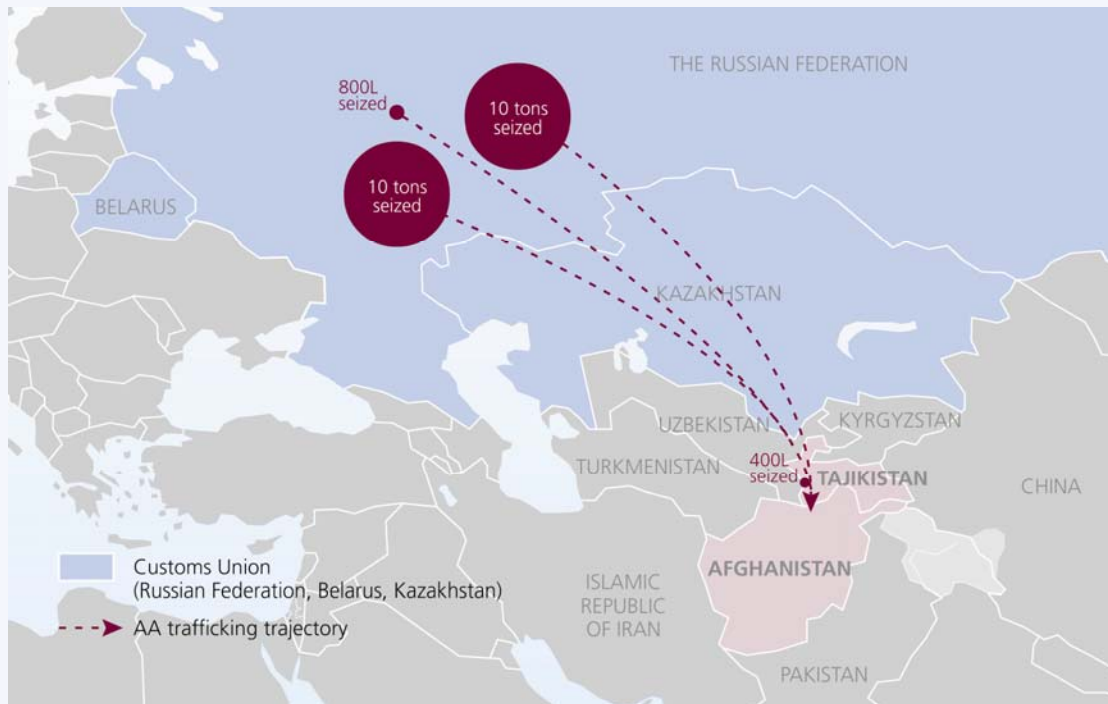 THE RUSSIAN FEDERATION
800L
seized
10 tons
seized
10 tons
seized
BELARUS
KAZAKHSTAN
UZBEKISTAN
KYRGYZSTAN
TURKMENISTAN
400L
seized
TAJIKISTAN
CHINA
AFGHANISTAN
ISLAMIC
REPUBLIC
OF IRAN
PAKISTAN
Customs Union
(Russian Federation, Belarus, Kazakhstan)
AA trafficking trajectory